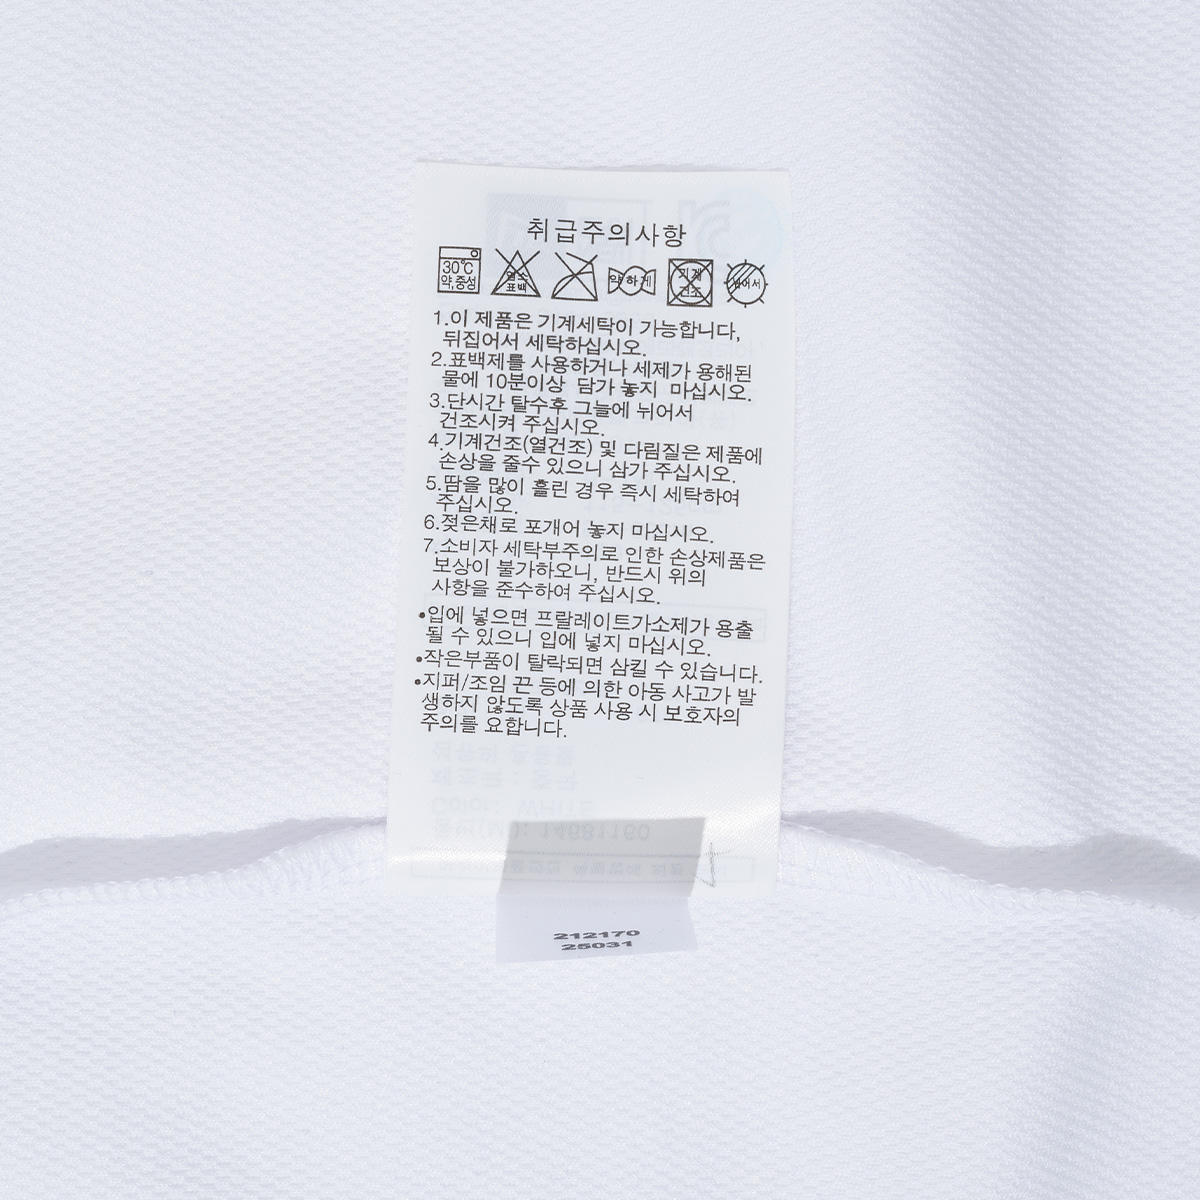 취급주의사항
30℃
약,중성
염소
표백
약하게
기계
건조
뉘어서
1.이 제품은 기계세탁이 가능합니다,
뒤집어서 세탁하십시오.
2.표백제를 사용하거나 세제가 용해된
물에 10분이상 담가 놓지 마십시오.
3.단시간 탈수후 그늘에 뉘어서
건조시켜 주십시오.
4.기계건조(열건조) 및 다림질은 제품에
손상을 줄수 있으니 삼가 주십시오.
5.땀을 많이 흘린 경우 즉시 세탁하여
주십시오.
6.젖은채로 포개어 놓지 마십시오.
7.소비자 세탁부주의로 인한 손상제품은
보상이 불가하오니, 반드시 위의
사항을 준수하여 주십시오.
•입에 넣으면 프탈레이트가소제가 용출
될 수 있으니 입에 넣지 마십시오.
•작은부품이 탈락되면 삼킬 수 있습니다.
•지퍼/조임 끈 등에 의한 아동 사고가 발
생하지 않도록 상품 사용 시 보호자의
주의를 요합니다.
212170
25031